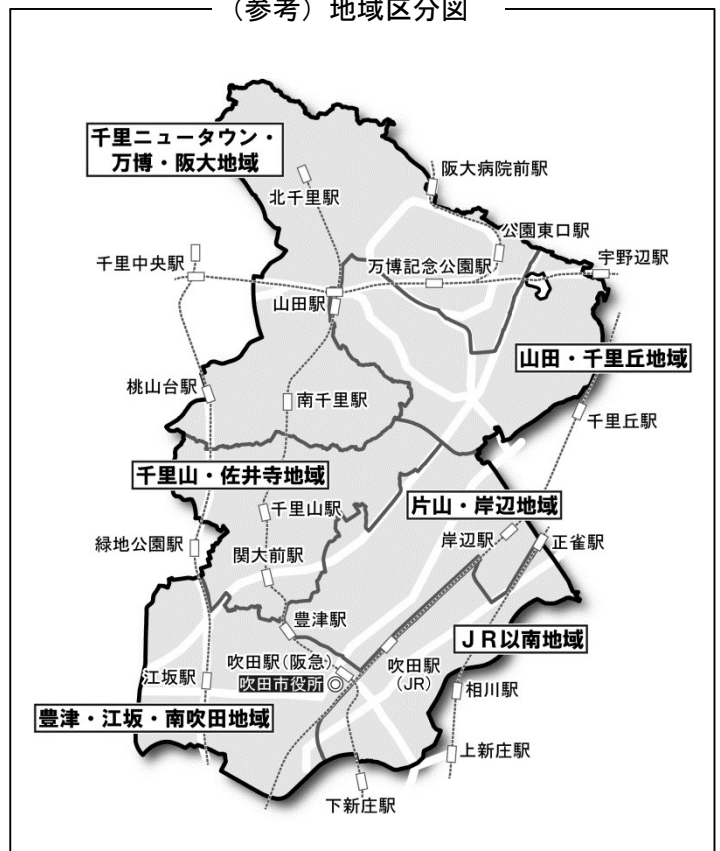 （参考）地域区分図
千里ニュータウン・
万博・阪大地域
阪大病院前駅
北千里駅
公園東口駅
千里中央駅
万博記念公園駅
宇野辺駅
山田駅
山田・千里丘地域
桃山台駅
南千里駅
千里丘駅
千里山・佐井寺地域
千里山駅
片山・岸辺地域
緑地公園駅
関大前駅
岸辺駅
正雀駅
豊津駅
ＪＲ以南地域
吹田駅（阪急）
吹田駅
（JR）
江坂駅
吹田市役所
相川駅
豊津・江坂・南吹田地域
上新庄駅
下新庄駅